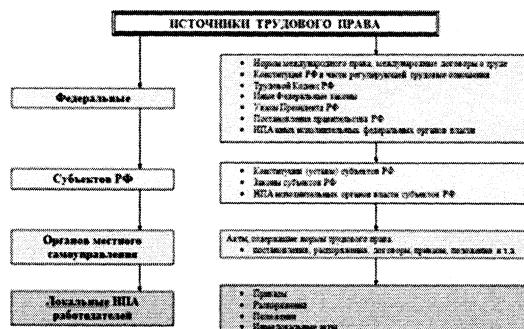 ИСТОЧНИКИ ТРУДОВОГО ПРАВА
Федеральные
• Нормы международного права, международные договоры о труде
• Конституция РФ в части регулирующей трудовые отношения
• Трудовой Кодекс РФ
• Иные Федеральные законы
• Указы Президента РФ
• Постановления правительства РФ
• НПА иных исполнительных федеральных органов власти
Субъектов РФ
• Конституции (уставы) субъектов РФ
• Законы субъектов РФ
• НПА исполнительных органов власти субъектов РФ
Органов местного
самоуправления
Акты, содержащие нормы трудового права
• постановления, распоряжения, договоры, приказы, положения и т.д.
Локальные НПА
работодателей
• Приказы
• Распоряжения
• Положения
• Иные локальные акты